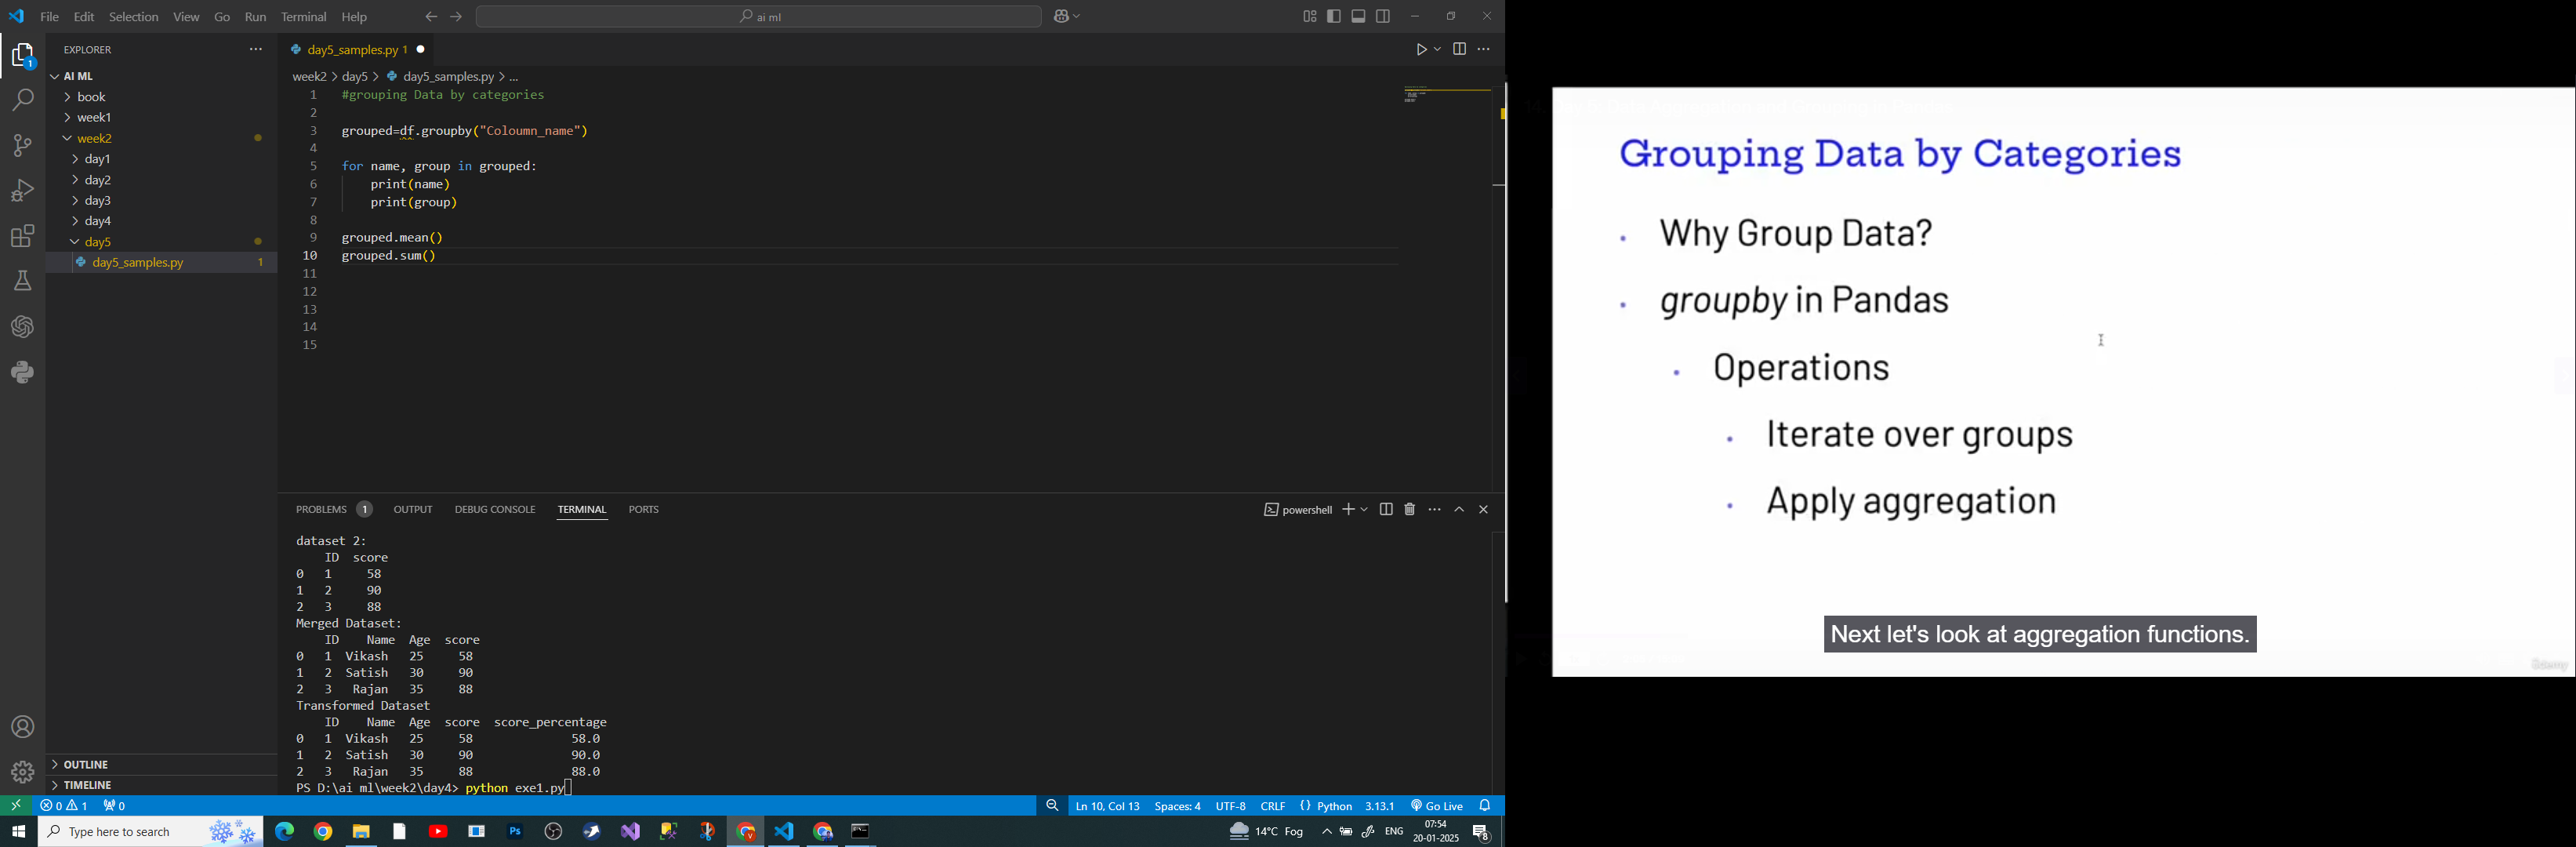 File Edit Selection View Go Run Terminal Help
ai ml
EXPLORER
AI ML
book
week1
week2
day1
day2
day3
day4
day5
day5_samples.py 1
OUTLINE
TIMELINE
day5_samples.py 1
week2 > day5 > day5_samples.py > ...
1 #grouping Data by categories
2
3 grouped=df.groupby("Coloumn_name")
4
5 for name, group in grouped:
6 print(name)
7 print(group)
8
9 grouped.mean()
10 grouped.sum()
11
12
13
14
15
PROBLEMS 1 OUTPUT DEBUG CONSOLE TERMINAL PORTS
powershell
dataset 2:
ID score
0 1 58
1 2 90
2 3 88
Merged Dataset:
ID Name Age score
0 1 Vikash 25 58
1 2 Satish 30 90
2 3 Rajan 35 88
Transformed Dataset
ID Name Age score score_percentage
0 1 Vikash 25 58 58.0
1 2 Satish 30 90 90.0
2 3 Rajan 35 88 88.0
PS D:\ai ml\week2\day4> python exe1.py
0 1 0 Ln 10, Col 13 Spaces: 4 UTF-8 CRLF {} Python 3.13.1 Go Live
Type here to search
Ps
14°C Fog
ENG
07:54
20-01-2025
8
Grouping Data by Categories
Why Group Data?
groupby in Pandas
Operations
Iterate over groups
Apply aggregation
Next let's look at aggregation functions.
Udemy